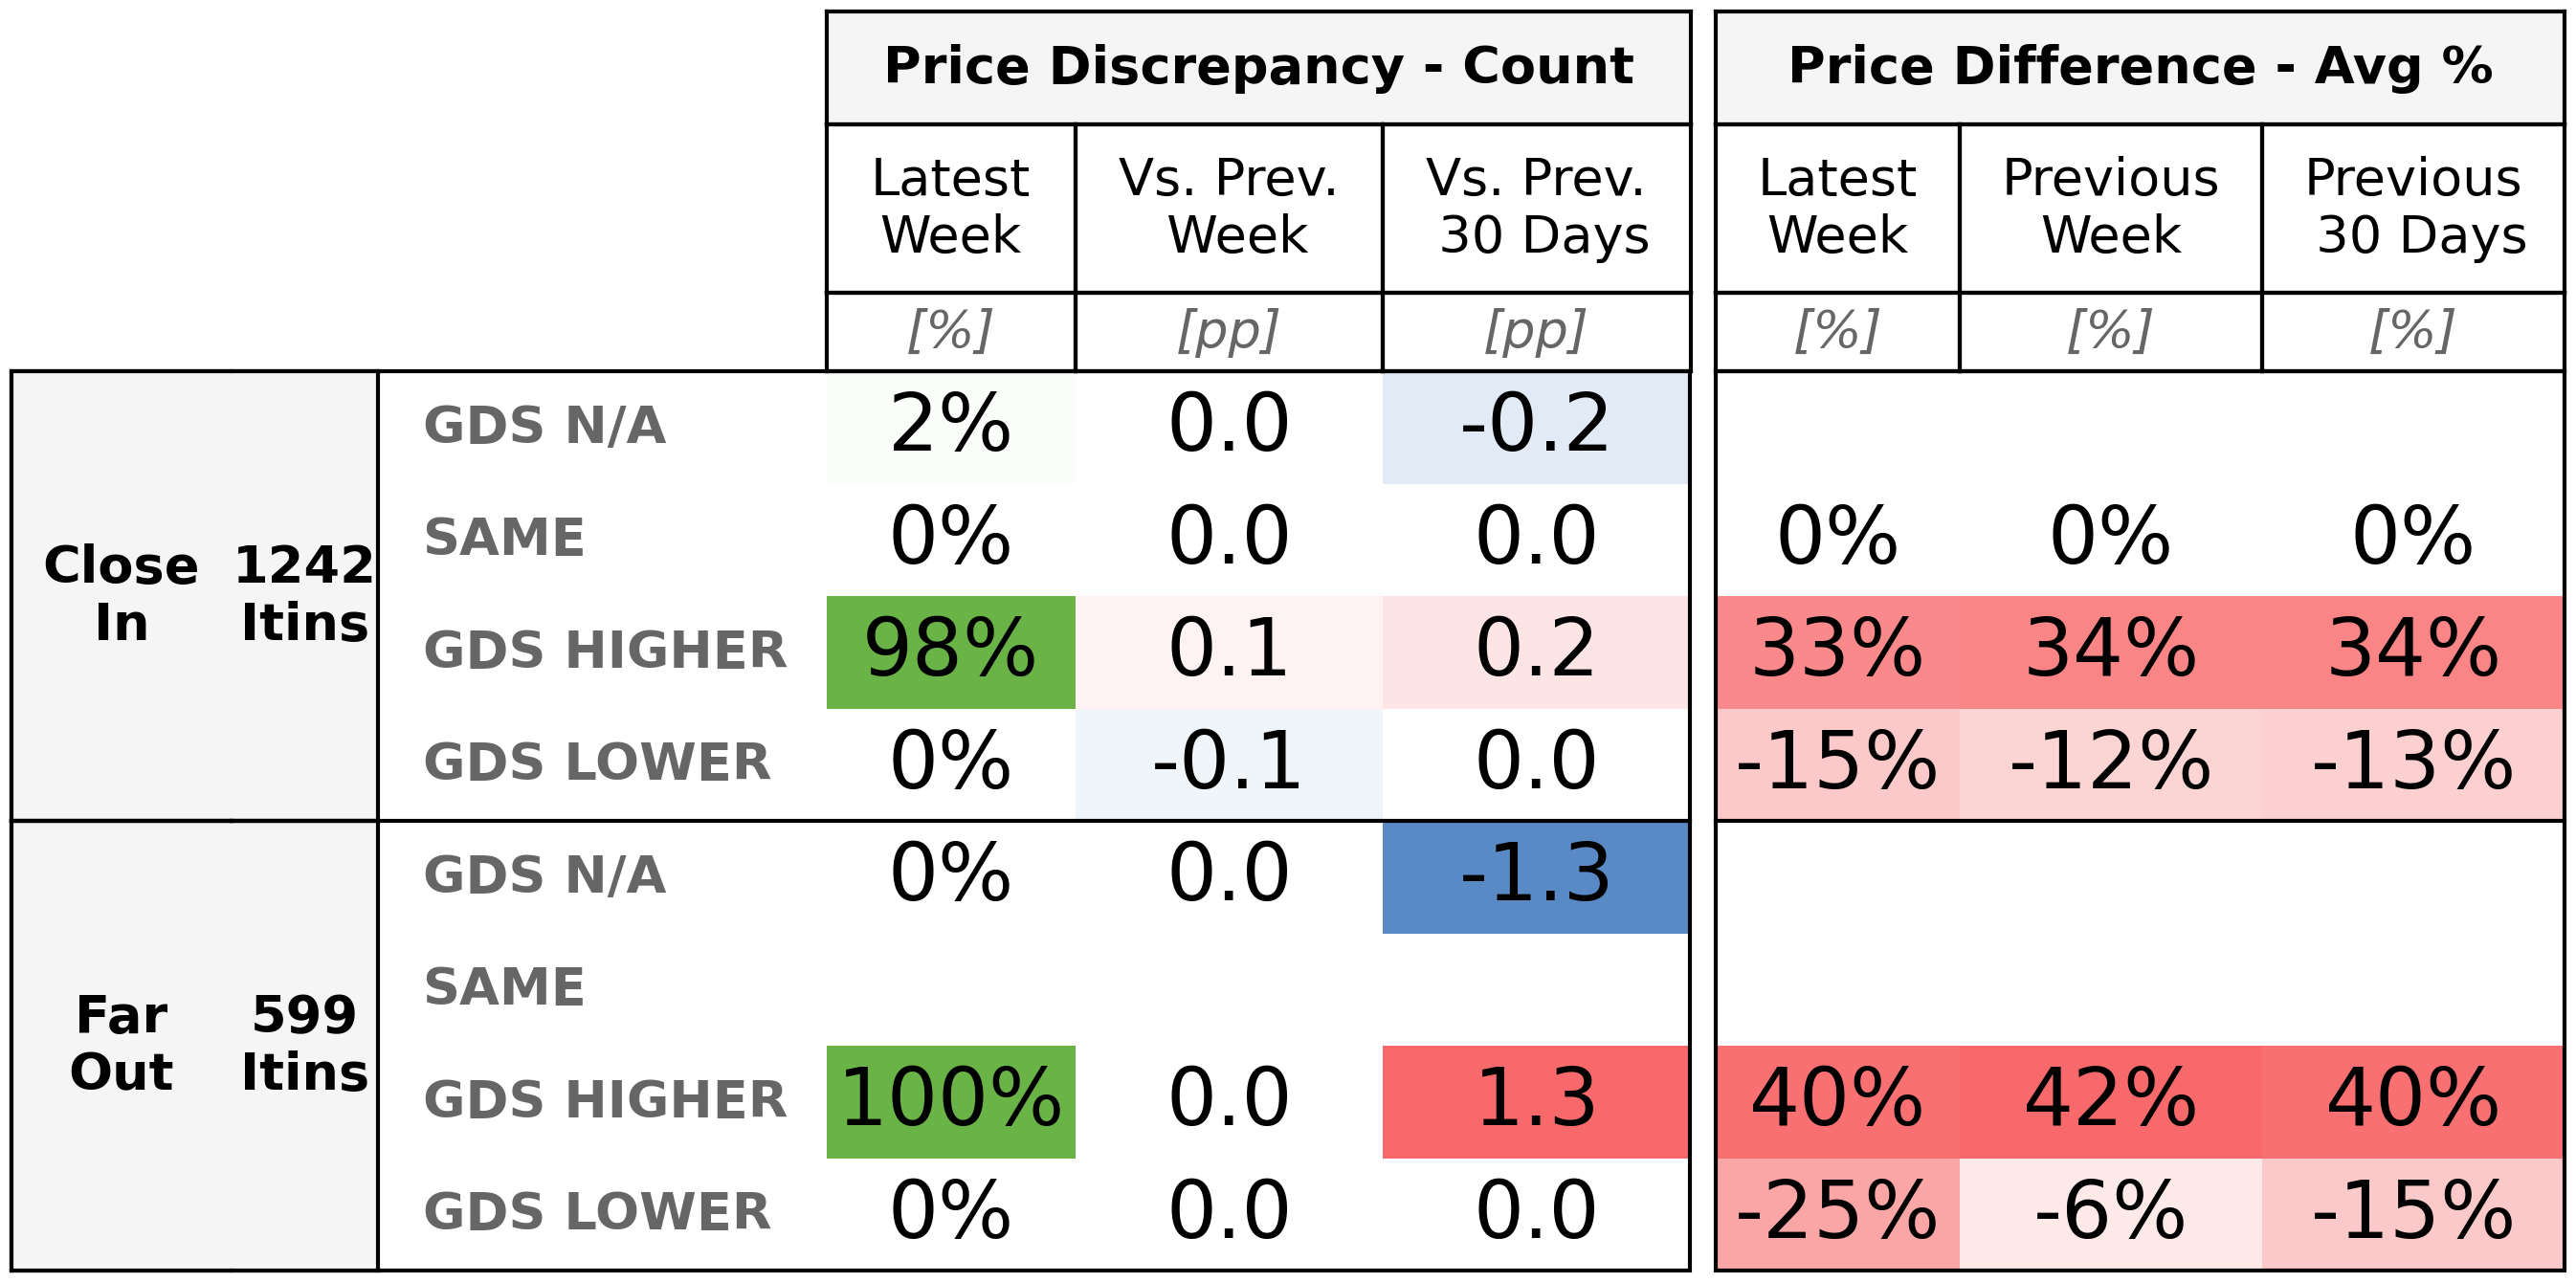 Price Discrepancy - Count Price Difference - Avg %
Latest Week Vs. Prev. Week Vs. Prev. 30 Days Latest Week Previous Week Previous 30 Days
[%] [pp] [pp] [%] [%] [%]
Close In 1242 Itins
GDS N/A 2% 0.0 -0.2
SAME 0% 0.0 0.0 0% 0% 0%
GDS HIGHER 98% 0.1 0.2 33% 34% 34%
GDS LOWER 0% -0.1 0.0 -15% -12% -13%
Far Out 599 Itins
GDS N/A 0% 0.0 -1.3
SAME
GDS HIGHER 100% 0.0 1.3 40% 42% 40%
GDS LOWER 0% 0.0 0.0 -25% -6% -15%